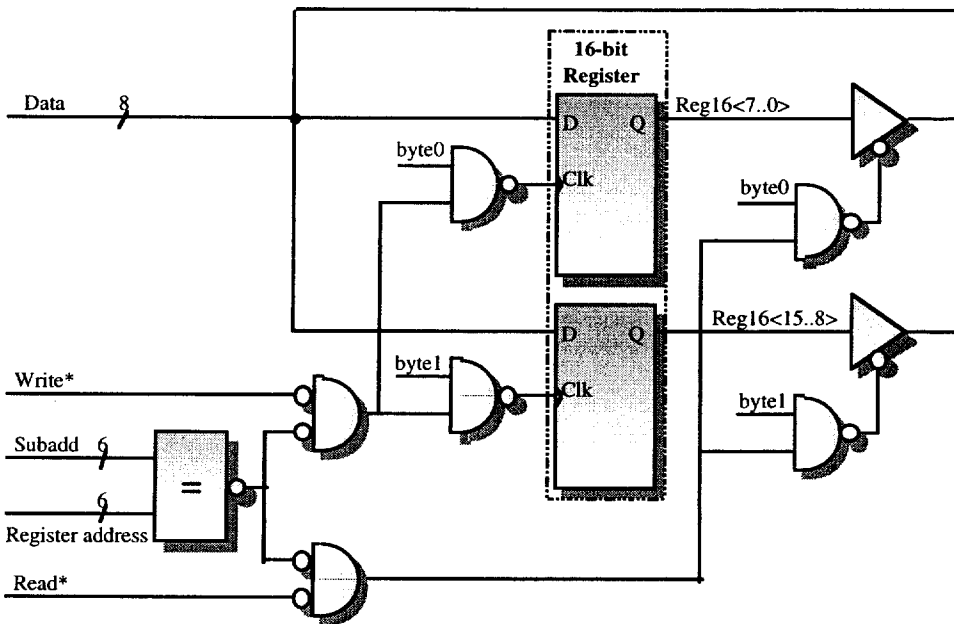 16-bit
Register
Data
8
D
Q
Reg16<7..0>
byte0
Clk
byte0
D
Q
Reg16<15..8>
byte1
Clk
Write*
byte1
Subadd
6
=
6
Register address
Read*